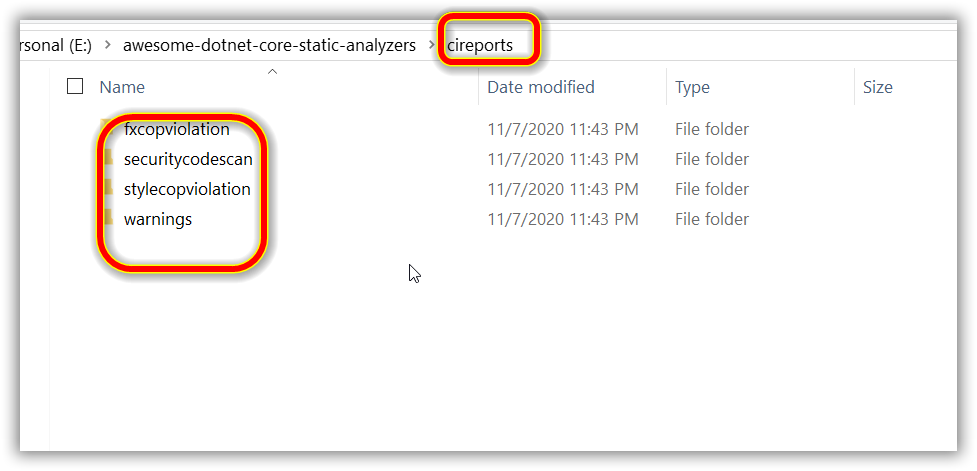 rsonal (E:) > awesome-dotnet-core-static-analyzers > cireports
Name Date modified Type Size
fxcopviolation 11/7/2020 11:43 PM File folder
securitycodescan 11/7/2020 11:43 PM File folder
stylecopviolation 11/7/2020 11:43 PM File folder
warnings 11/7/2020 11:43 PM File folder